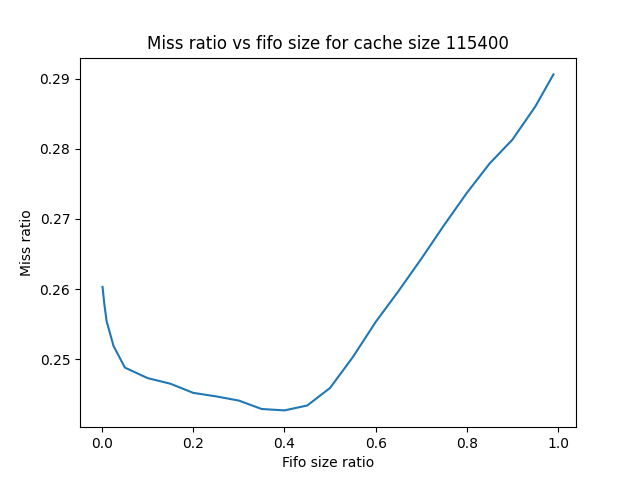 Miss ratio vs fifo size for cache size 115400
0.29
0.28
0.27
0.26
0.25
Miss ratio
0.0 0.2 0.4 0.6 0.8 1.0
Fifo size ratio